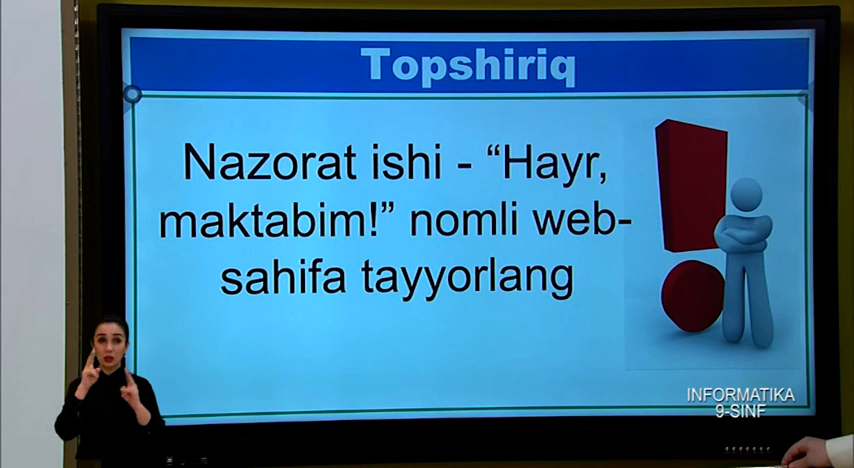 Topshiriq
Nazorat ishi - “Hayr,
maktabim!” nomli web-
sahifa tayyorlang
INFORMATIKA
9-SINF